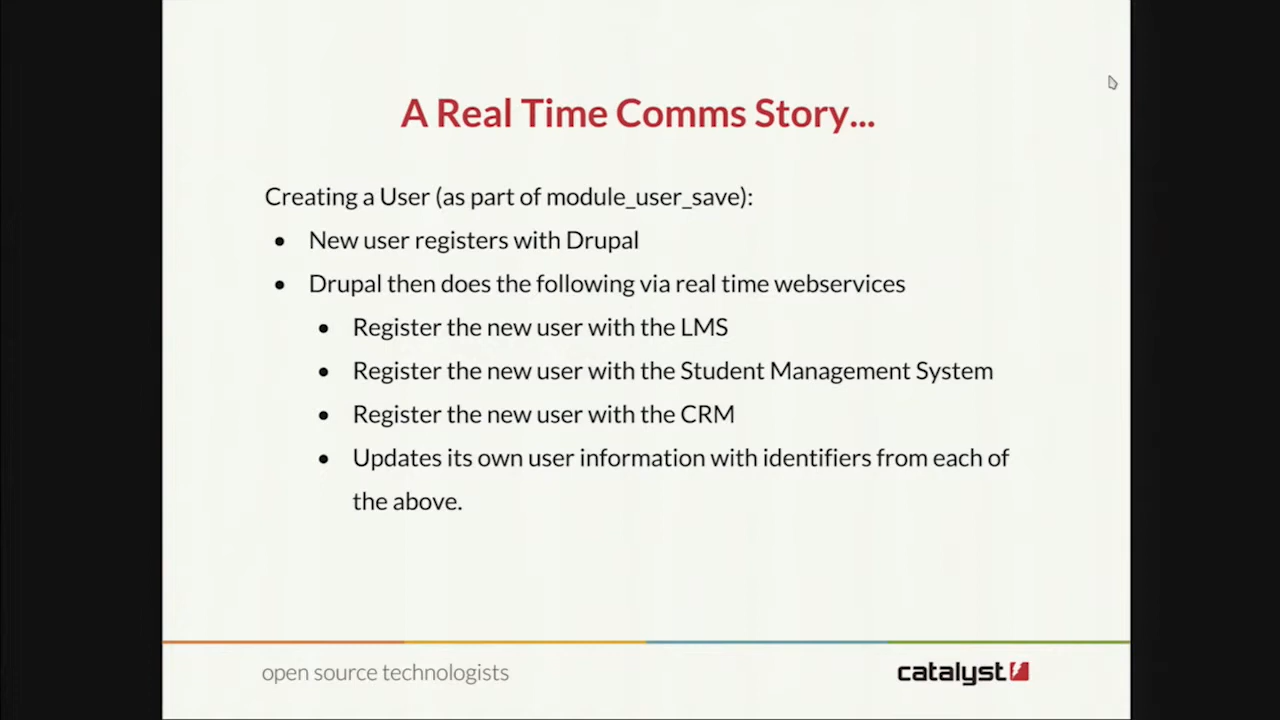 A Real Time Comms Story...
Creating a User (as part of module_user_save):
• New user registers with Drupal
• Drupal then does the following via real time webservices
• Register the new user with the LMS
• Register the new user with the Student Management System
• Register the new user with the CRM
• Updates its own user information with identifiers from each of
the above.
open source technologists
catalyst